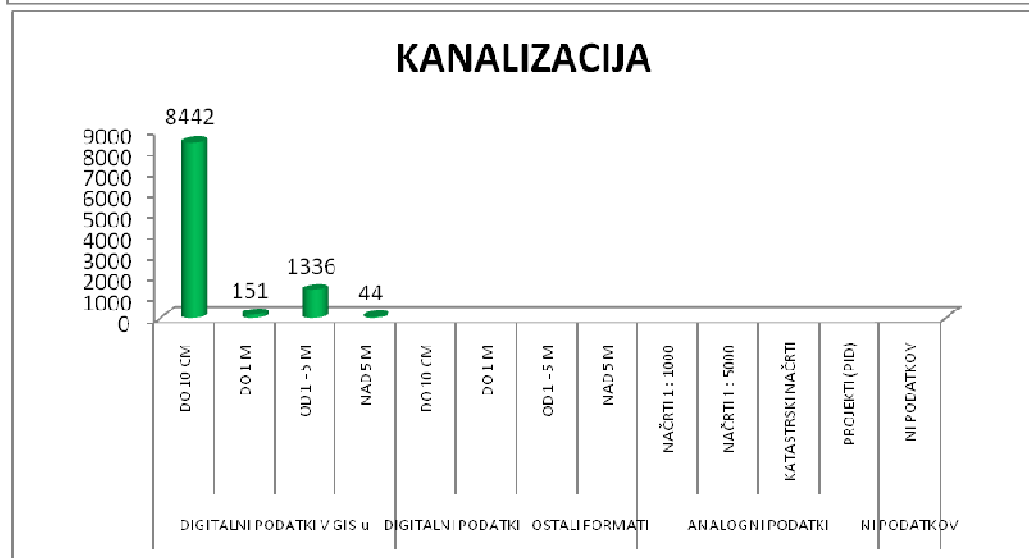 KANALIZACIJA
8442
9000
8000
7000
6000
5000
4000
3000
2000
1000
0
151
1336
44
DO 10 CM
DO 1 M
OD 1 - 5 M
NAD 5 M
DO 10 CM
DO 1 M
OD 1 - 5 M
NAD 5 M
NAČRTI 1 : 1000
NAČRTI 1 : 5000
KATASTRSKI NAČRTI
PROJEKTI (PID)
NI PODATKOV
DIGITALNI PODATKI V GIS u
DIGITALNI PODATKI OSTALI FORMATI
ANALOGNI PODATKI
NI PODATKOV